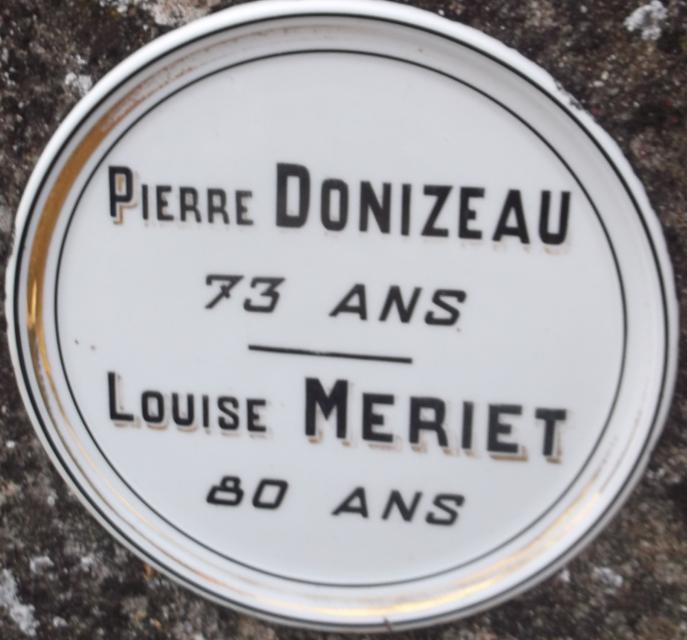 PIERRE DONIZEAU
73 ANS
LOUISE MERIET
80 ANS